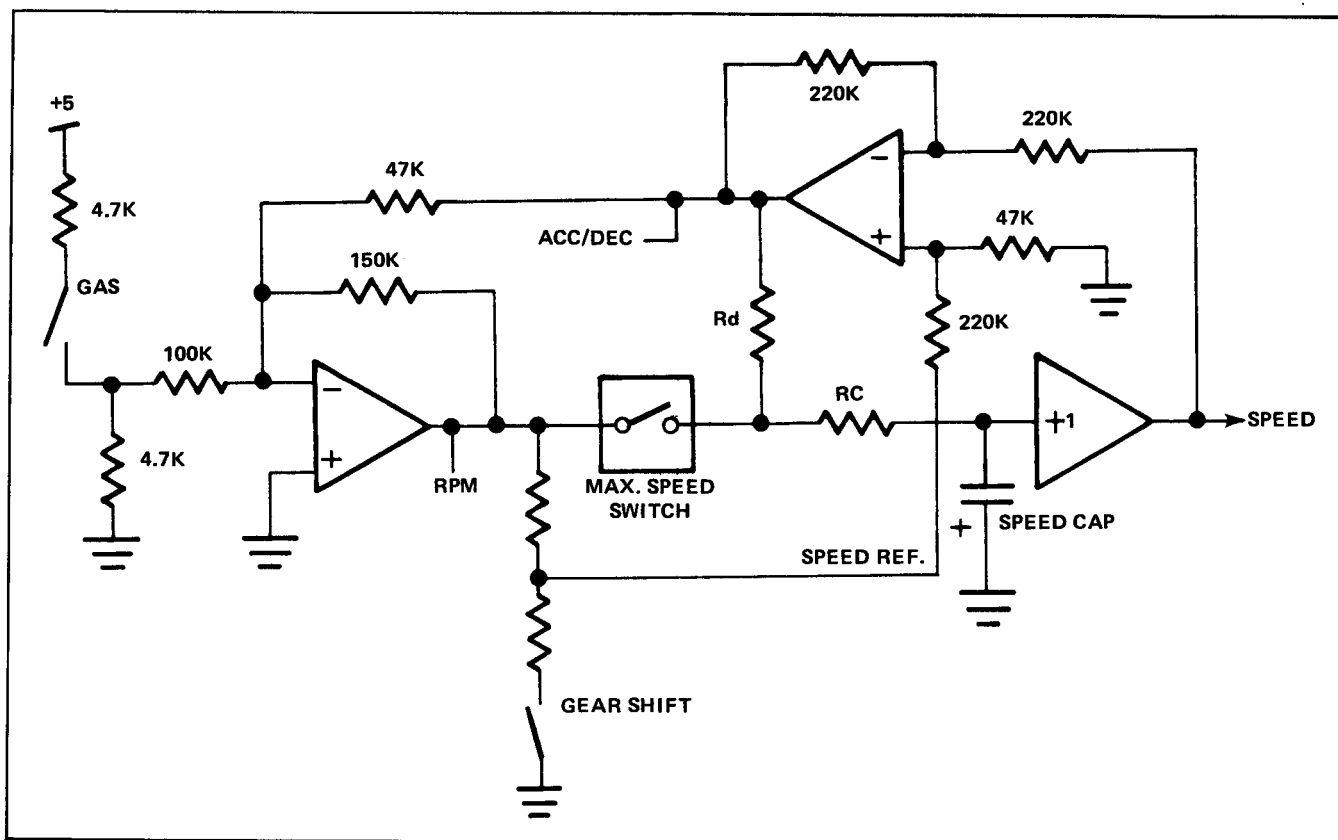 +5
4.7K
GAS
100K
4.7K
47K
150K
ACC/DEC
220K
220K
-
+
47K
220K
Rd
RC
-
+
RPM
MAX. SPEED
SWITCH
+1
SPEED
+
SPEED CAP
SPEED REF.
GEAR SHIFT